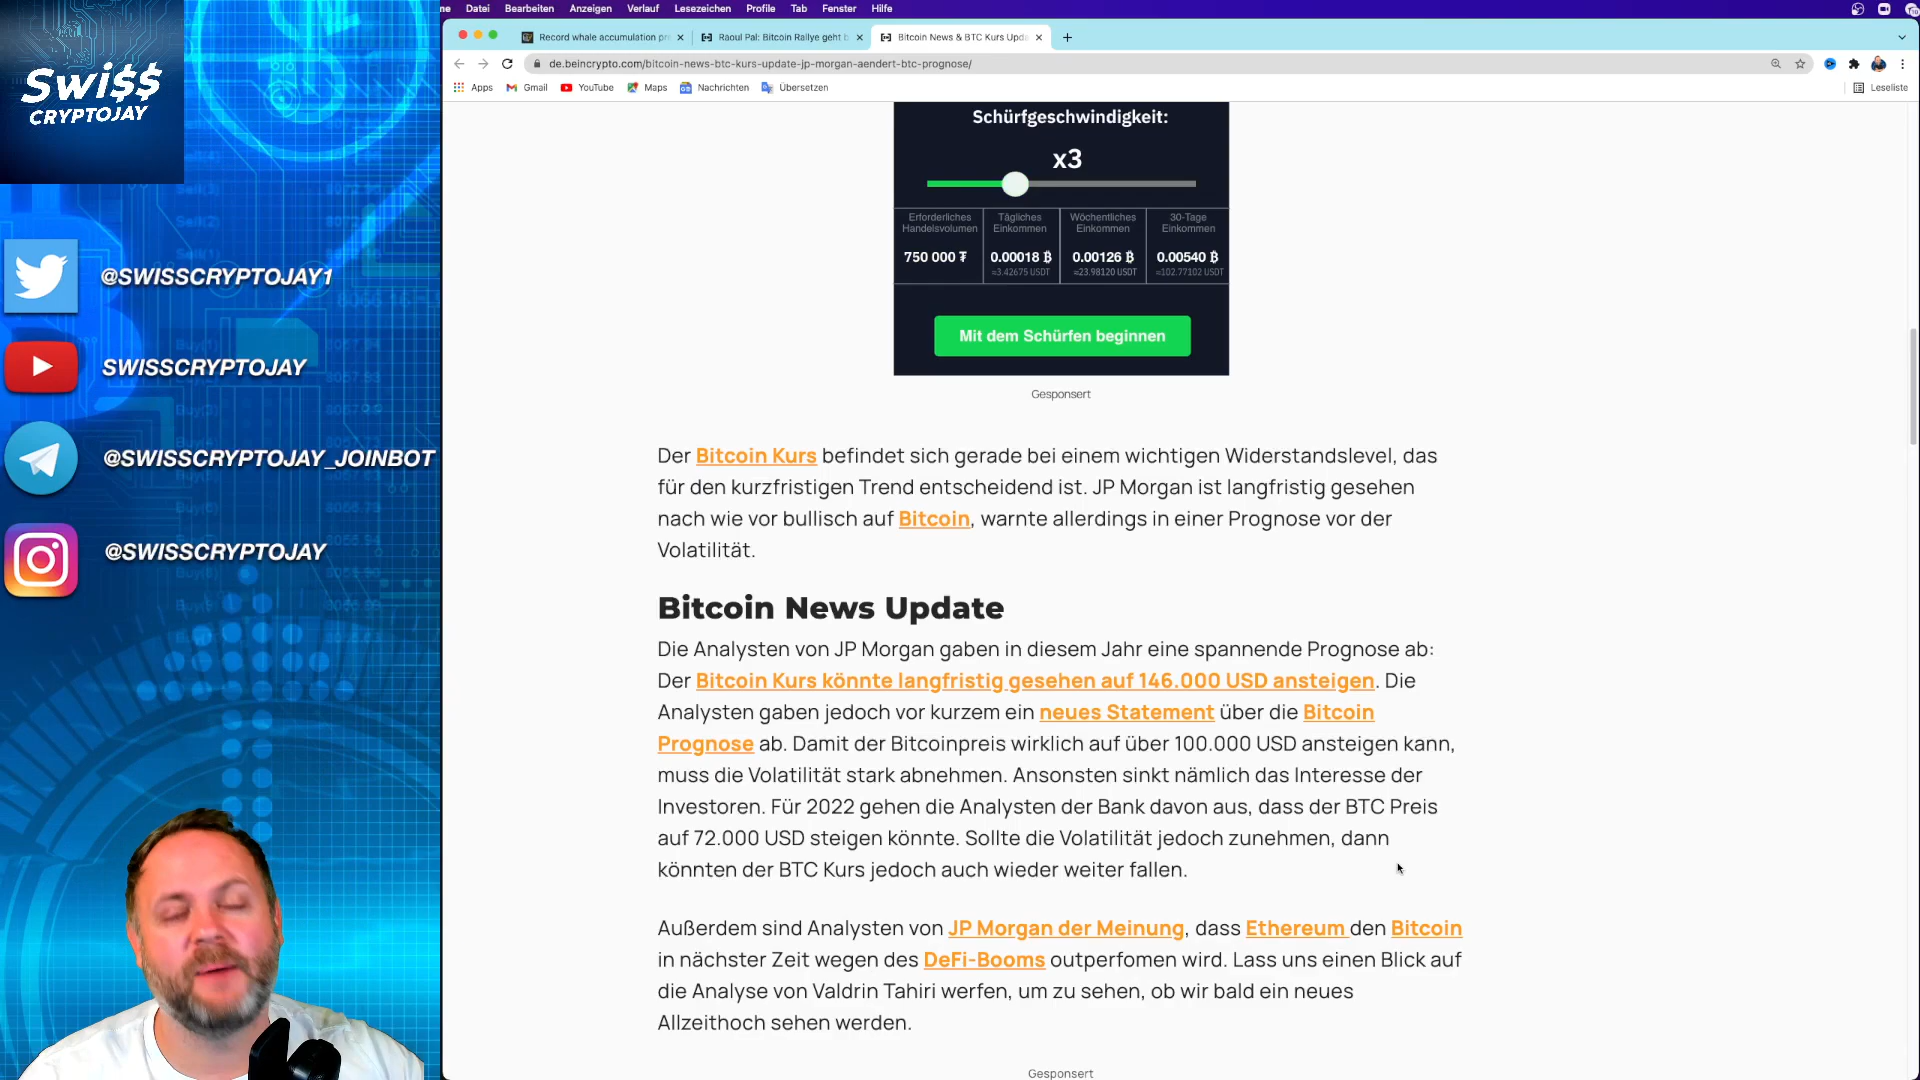 Swi$$
CRYPTOJAY
@SWISSCRYPTOJAY1
SWISSCRYPTOJAY
@SWISSCRYPTOJAY_JOINBOT
@SWISSCRYPTOJAY
me Datei Bearbeiten Anzeigen Verlauf Lesezeichen Profile Tab Fenster Hilfe
Record whale accumulation pr
Raoul Pal: Bitcoin Rallye geht b
Bitcoin News & BTC Kurs Upda
de.beincrypto.com/bitcoin-news-btc-kurs-update-jp-morgan-aendert-btc-prognose/
Apps Gmail YouTube Maps Nachrichten Übersetzen Leseliste
Schürfgeschwindigkeit:
x3
Erforderliches Handelsvolumen
750 000 ₮
Tägliches Einkommen
0.00018 ₿
≈3.42675 USDT
Wöchentliches Einkommen
0.00126 ₿
≈23.98120 USDT
30-Tage Einkommen
0.00540 ₿
≈102.77102 USDT
Mit dem Schürfen beginnen
Gesponsert
Der Bitcoin Kurs befindet sich gerade bei einem wichtigen Widerstandslevel, das
für den kurzfristigen Trend entscheidend ist. JP Morgan ist langfristig gesehen
nach wie vor bullisch auf Bitcoin, warnte allerdings in einer Prognose vor der
Volatilität.
Bitcoin News Update
Die Analysten von JP Morgan gaben in diesem Jahr eine spannende Prognose ab:
Der Bitcoin Kurs könnte langfristig gesehen auf 146.000 USD ansteigen. Die
Analysten gaben jedoch vor kurzem ein neues Statement über die Bitcoin
Prognose ab. Damit der Bitcoinpreis wirklich auf über 100.000 USD ansteigen kann,
muss die Volatilität stark abnehmen. Ansonsten sinkt nämlich das Interesse der
Investoren. Für 2022 gehen die Analysten der Bank davon aus, dass der BTC Preis
auf 72.000 USD steigen könnte. Sollte die Volatilität jedoch zunehmen, dann
könnten der BTC Kurs jedoch auch wieder weiter fallen.
Außerdem sind Analysten von JP Morgan der Meinung, dass Ethereum den Bitcoin
in nächster Zeit wegen des DeFi-Booms outperfomen wird. Lass uns einen Blick auf
die Analyse von Valdrin Tahiri werfen, um zu sehen, ob wir bald ein neues
Allzeithoch sehen werden.
Gesponsert